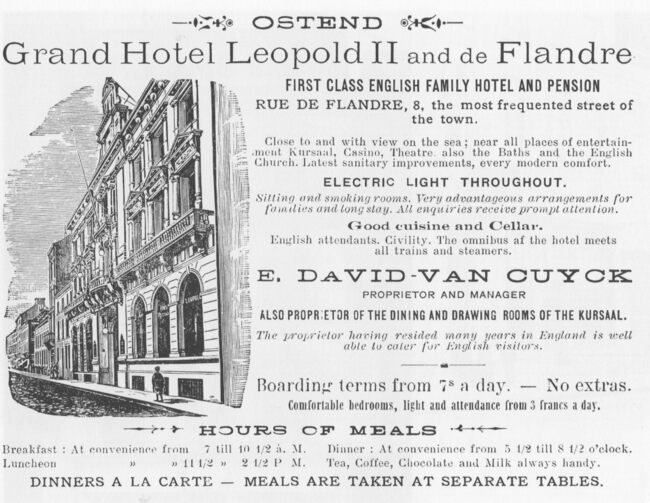 OSTEND
Grand Hotel Leopold II and de Flandre
FIRST CLASS ENGLISH FAMILY HOTEL AND PENSION
RUE DE FLANDRE, 8, the most frequented street of
the town.
Close to and with view on the sea; near all places of entertain-
ment Kursaal, Casino, Theatre. also the Baths and the English
Church. Latest sanitary improvements, every modern comfort.
ELECTRIC LIGHT THROUGHOUT.
Sitting and smoking rooms. Very advantageous arrangements for
families and long stay. All enquiries receive prompt attention.
Good cuisine and Cellar.
English attendants. Civility. The omnibus af the hotel meets
all trains and steamers.
E. DAVID-VAN CUYCK
PROPRIETOR AND MANAGER
ALSO PROPRIETOR OF THE DINING AND DRAWING ROOMS OF THE KURSAAL.
The proprietor having resided many years in England is well
able to cater for English visitors.
Boarding terms from 7s a day. — No extras.
Comfortable bedrooms, light and attendance from 3 francs a day.
HOURS OF MEALS
Breakfast : At convenience from 7 till 10 1/2 à. M. Dinner : At convenience from 5 1/2 till 8 1/2 o'clock.
Luncheon » » 11 1/2 » 2 1/2 P M. Tea, Coffee, Chocolate and Milk always handy.
DINNERS A LA CARTE — MEALS ARE TAKEN AT SEPARATE TABLES.